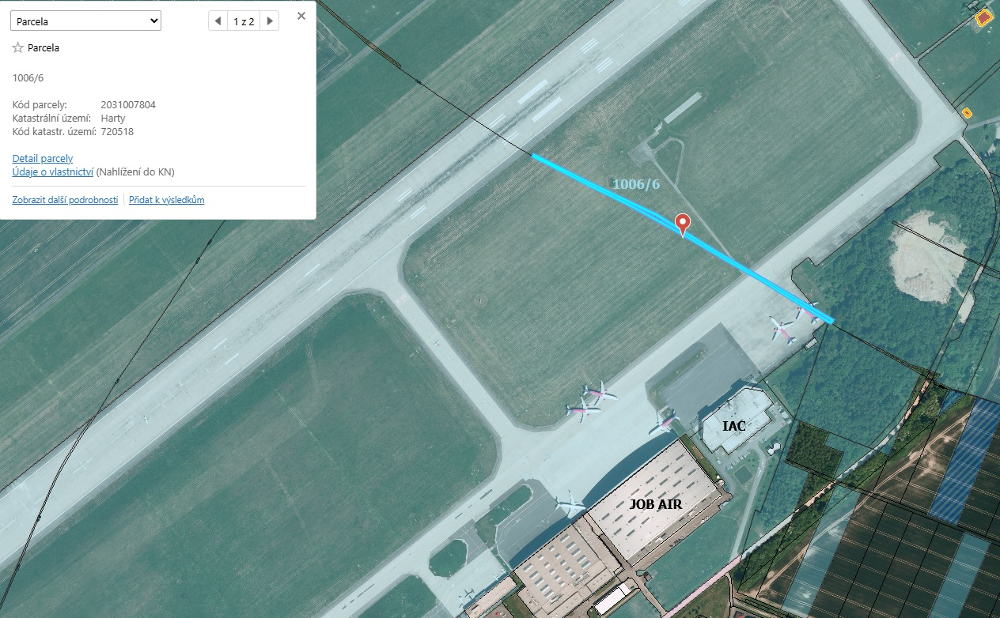 Parcela
1 z 2
Parcela
1006/6
Kód parcely: 2031007804
Katastrální území: Harty
Kód katastr. území: 720518
Detail parcely
Údaje o vlastnictví (Nahlížení do KN)
Zobrazit další podrobnosti Přidat k výsledkům
1006/6
IAC
JOB AIR